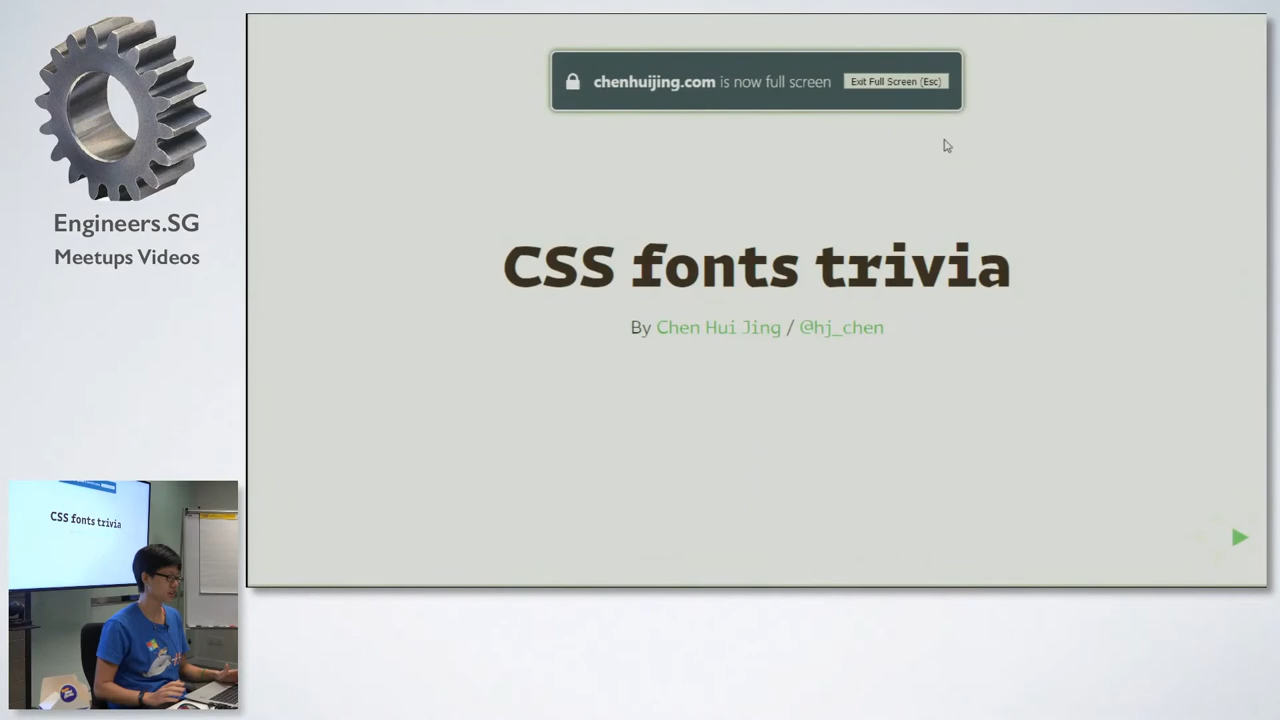 Engineers.SG
Meetups Videos
chenhuijing.com is now full screen Exit Full Screen (Esc)
CSS fonts trivia
By Chen Hui Jing / @hj_chen
CSS fonts trivia